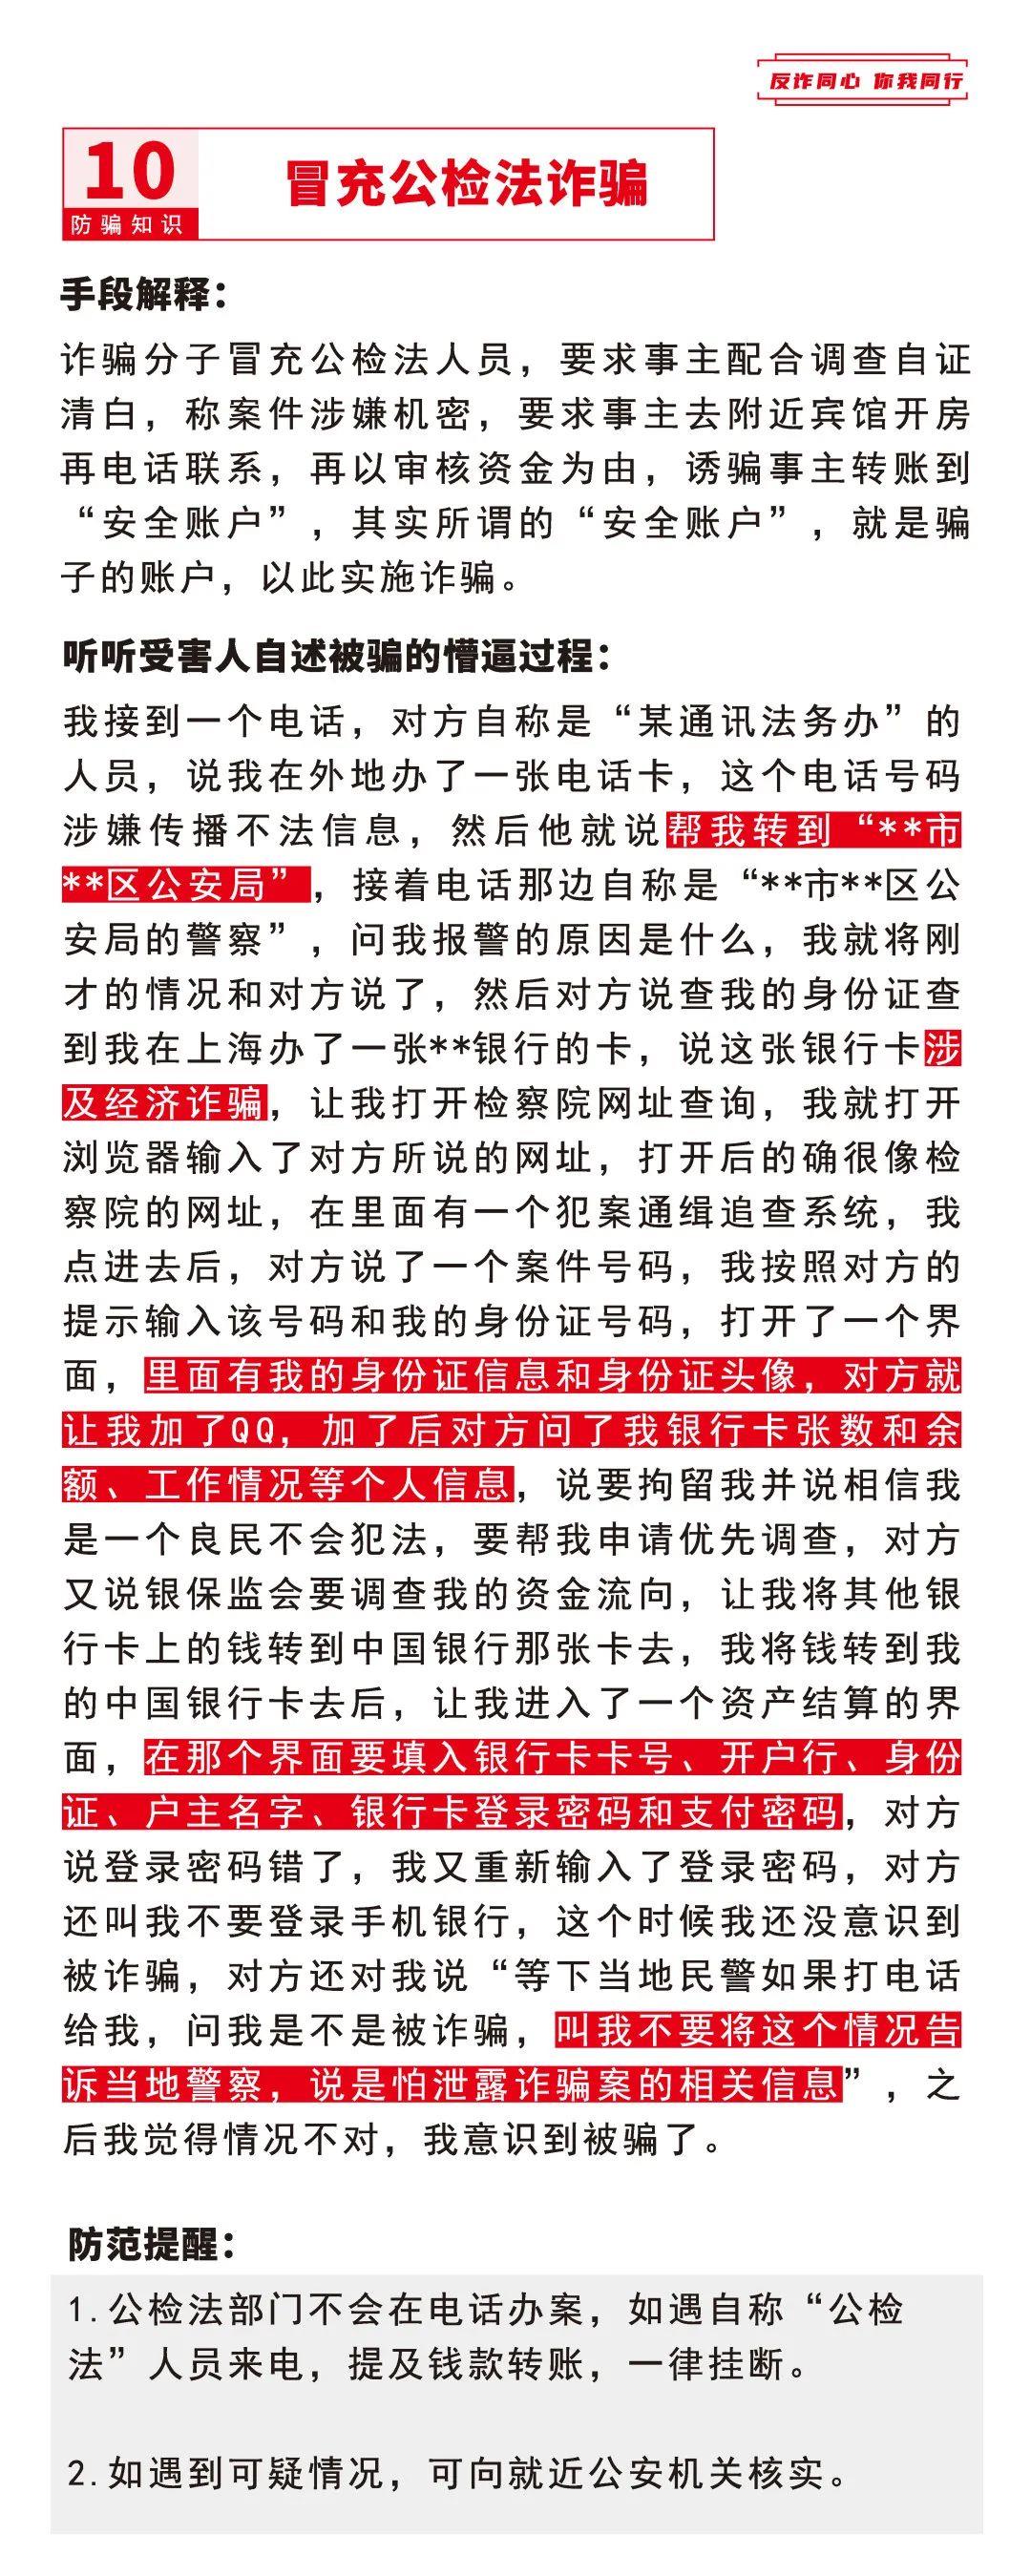 反诈同心 你我同行
10
防骗知识
冒充公检法诈骗
手段解释：
诈骗分子冒充公检法人员，要求事主配合调查自证
清白，称案件涉嫌机密，要求事主去附近宾馆开房
再电话联系，再以审核资金为由，诱骗事主转账到
“安全账户”，其实所谓的“安全账户”，就是骗
子的账户，以此实施诈骗。
听听受害人自述被骗的懵逼过程：
我接到一个电话，对方自称是“某通讯法务办”的
人员，说我在外地办了一张电话卡，这个电话号码
涉嫌传播不法信息，然后他就说帮我转到“**市
**区公安局”，接着电话那边自称是“**市**区公
安局的警察”，问我报警的原因是什么，我就将刚
才的情况和对方说了，然后对方说查我的身份证查
到我在上海办了一张**银行的卡，说这张银行卡涉
及经济诈骗，让我打开检察院网址查询，我就打开
浏览器输入了对方所说的网址，打开后的确很像检
察院的网址，在里面有一个犯案通缉追查系统，我
点进去后，对方说了一个案件号码，我按照对方的
提示输入该号码和我的身份证号码，打开了一个界
面，里面有我的身份证信息和身份证头像，对方就
让我加了QQ，加了后对方问了我银行卡张数和余
额、工作情况等个人信息，说要拘留我并说相信我
是一个良民不会犯法，要帮我申请优先调查，对方
又说银保监会要调查我的资金流向，让我将其他银
行卡上的钱转到中国银行那张卡去，我将钱转到我
的中国银行卡去后，让我进入了一个资产结算的界
面，在那个界面要填入银行卡卡号、开户行、身份
证、户主名字、银行卡登录密码和支付密码，对方
说登录密码错了，我又重新输入了登录密码，对方
还叫我不要登录手机银行，这个时候我还没意识到
被诈骗，对方还对我说“等下当地民警如果打电话
给我，问我是不是被诈骗，叫我不要将这个情况告
诉当地警察，说是怕泄露诈骗案的相关信息”，之
后我觉得情况不对，我意识到被骗了。
防范提醒：
1.公检法部门不会在电话办案，如遇自称“公检
法”人员来电，提及钱款转账，一律挂断。
2.如遇到可疑情况，可向就近公安机关核实。